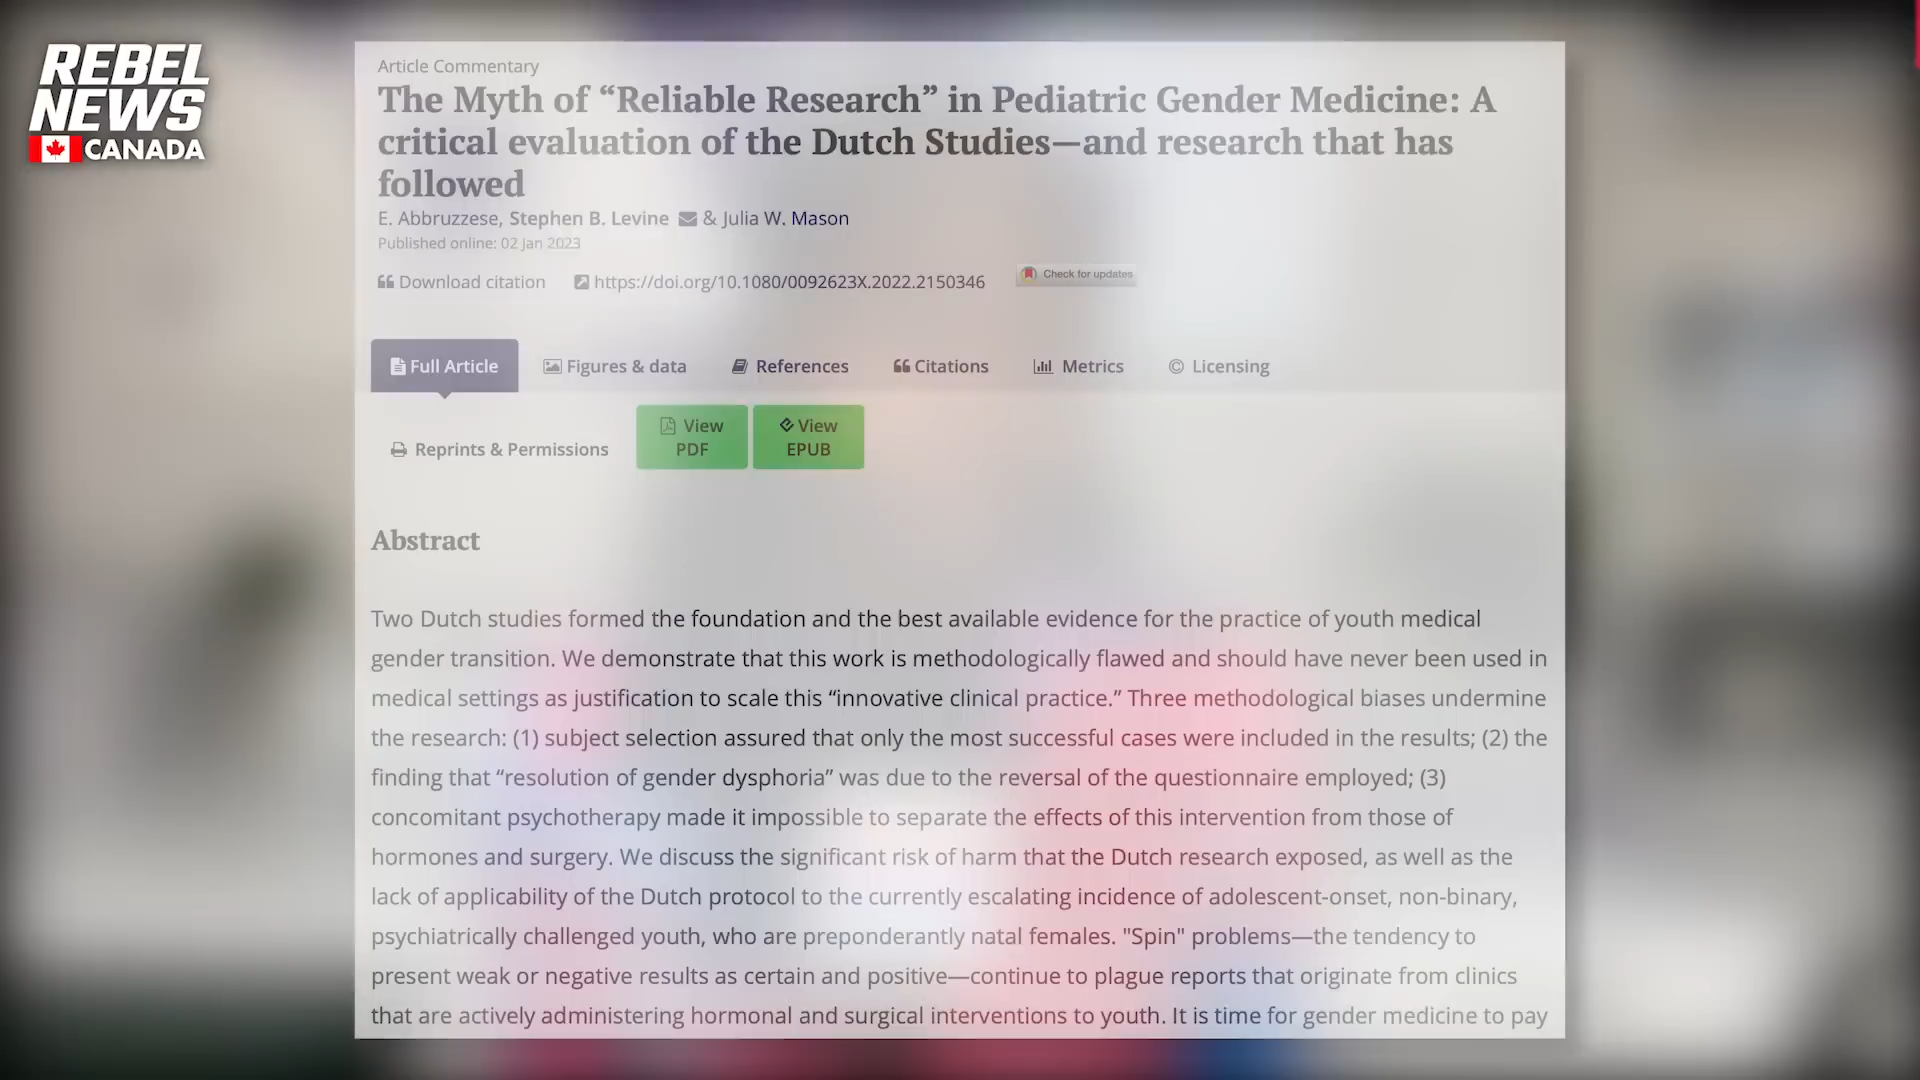 REBEL
NEWS
CANADA
Article Commentary
The Myth of “Reliable Research” in Pediatric Gender Medicine: A
critical evaluation of the Dutch Studies—and research that has
followed
E. Abbruzzese, Stephen B. Levine & Julia W. Mason
Published online: 02 Jan 2023
Download citation https://doi.org/10.1080/0092623X.2022.2150346 Check for updates
Full Article Figures & data References Citations Metrics Licensing
Reprints & Permissions
View
PDF
View
EPUB
Abstract
Two Dutch studies formed the foundation and the best available evidence for the practice of youth medical
gender transition. We demonstrate that this work is methodologically flawed and should have never been used in
medical settings as justification to scale this “innovative clinical practice.” Three methodological biases undermine
the research: (1) subject selection assured that only the most successful cases were included in the results; (2) the
finding that “resolution of gender dysphoria” was due to the reversal of the questionnaire employed; (3)
concomitant psychotherapy made it impossible to separate the effects of this intervention from those of
hormones and surgery. We discuss the significant risk of harm that the Dutch research exposed, as well as the
lack of applicability of the Dutch protocol to the currently escalating incidence of adolescent-onset, non-binary,
psychiatrically challenged youth, who are preponderantly natal females. "Spin" problems—the tendency to
present weak or negative results as certain and positive—continue to plague reports that originate from clinics
that are actively administering hormonal and surgical interventions to youth. It is time for gender medicine to pay